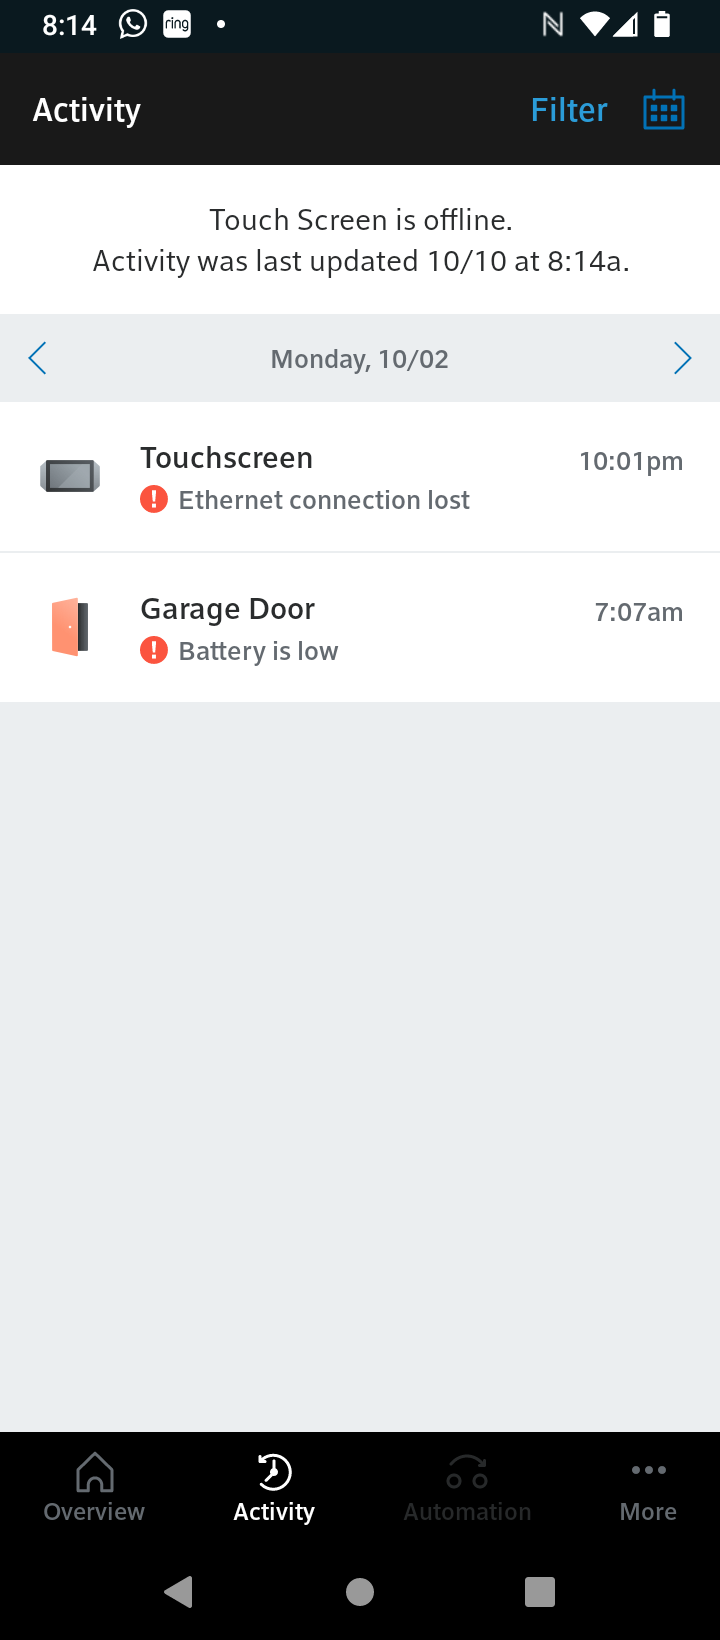 8:14
ring
Activity
Filter
Touch Screen is offline.
Activity was last updated 10/10 at 8:14a.
Monday, 10/02
Touchscreen
10:01pm
Ethernet connection lost
Garage Door
7:07am
Battery is low
Overview
Activity
Automation
More